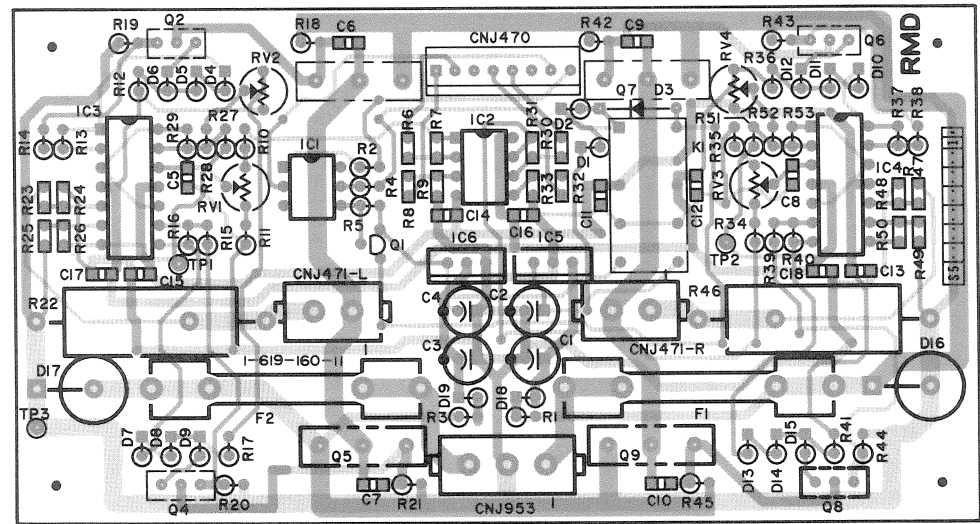 R19 Q2 R18 C6 CNJ470 R42 C9 R43 Q6 RMD
R12 D6 D5 D4 RV2 RV4 R36 D12 D11 D10
IC3 R29 R27 R10 IC1 R2 R6 R7 IC2 R31 R30 D2 Q7 D3 R51 R52 R53 R37 R38
R14 R13 K1 R35
R23 R24 C5 R28 RV1 R4 R9 R33 R32 D1 RV3 C8 IC4 R48 R47
R25 R26 R16 R15 R11 R5 R8 C14 C16 C11 C12 R34 R50 R49
TP1 Q1 IC6 IC5 TP2 R39 R40
C17 C15 C18 C13
R22 CNJ471-L C4 C2 R46 S5
C3 C1 CNJ471-R
1-619-160-11 D16
D17 D19 D18
TP3 F2 R3 R1 F1
D7 D8 D9 R17 Q5 Q9 D13 D14 D15 R41 R44
Q4 R20 C7 R21 CNJ953 1 C10 R45 Q8